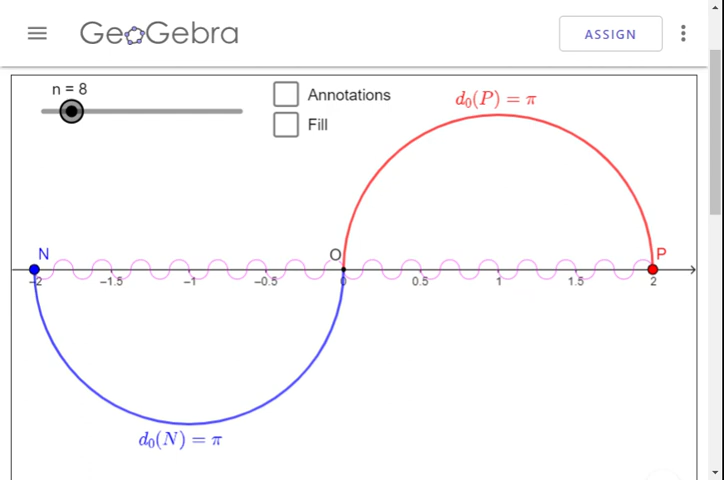 GeoGebra
ASSIGN
n = 8
Annotations
Fill
d₀(P) = π
N
O
P
-2 -1.5 -1 -0.5 0 0.5 1 1.5 2
d₀(N) = π